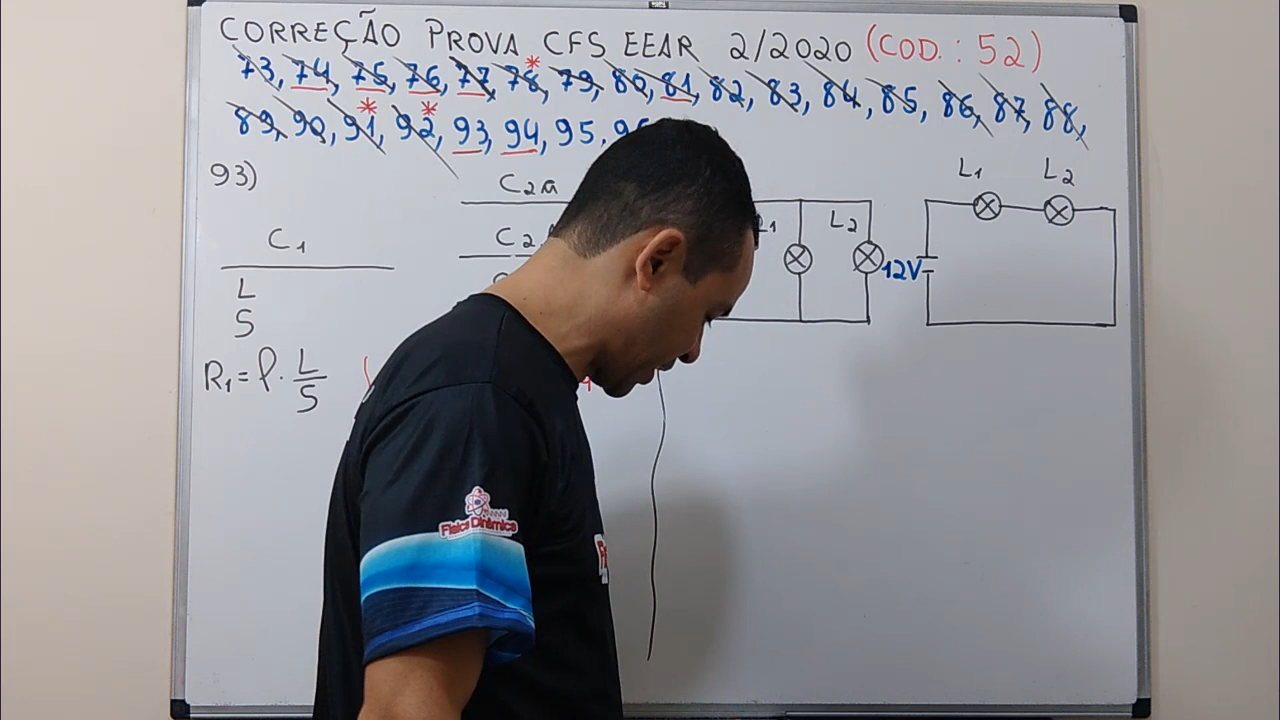 CORREÇÃO PROVA CFS EEAR 2/2020 (COD.: 52)
73, 74, 75, 76, 77, 78*, 79, 80, 81, 82, 83, 84, 85, 86, 87, 88,
89, 90, 91*, 92*, 93, 94, 95,
93)
C2a
C1
L
S
R1 = ρ · L/S
L2
12V
L1 L2
Física Dinâmica